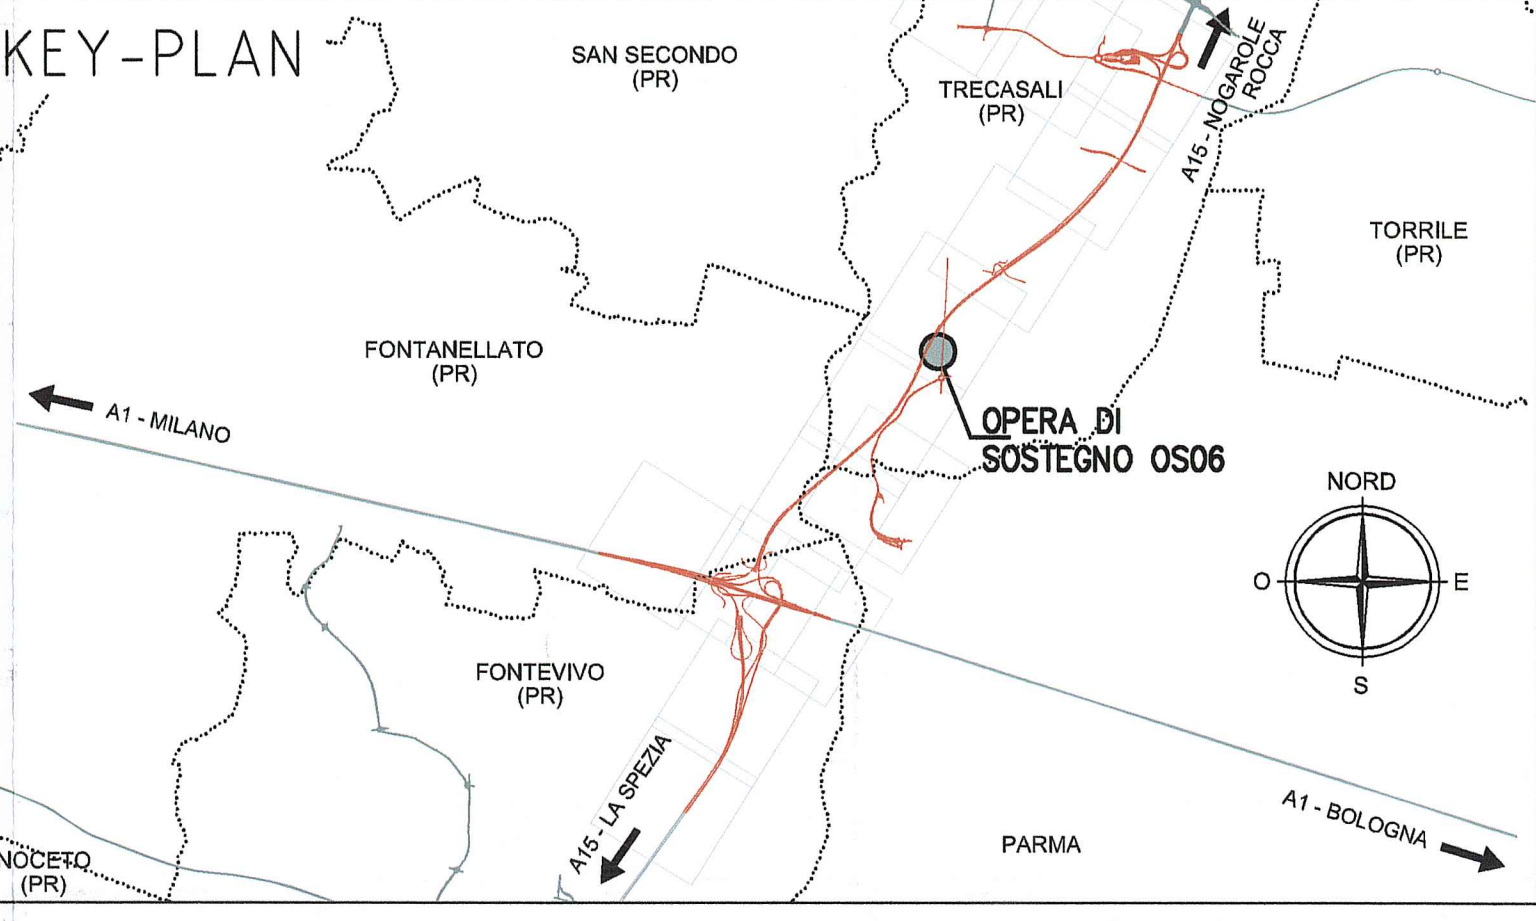 KEY-PLAN
SAN SECONDO
(PR)
TRECASALI
(PR)
A15 - NOGAROLE
ROCCA
TORRILE
(PR)
FONTANELLATO
(PR)
A1 - MILANO
OPERA DI
SOSTEGNO OS06
NORD
O
E
S
FONTEVIVO
(PR)
A15 - LA SPEZIA
A1 - BOLOGNA
PARMA
NOCETO
(PR)